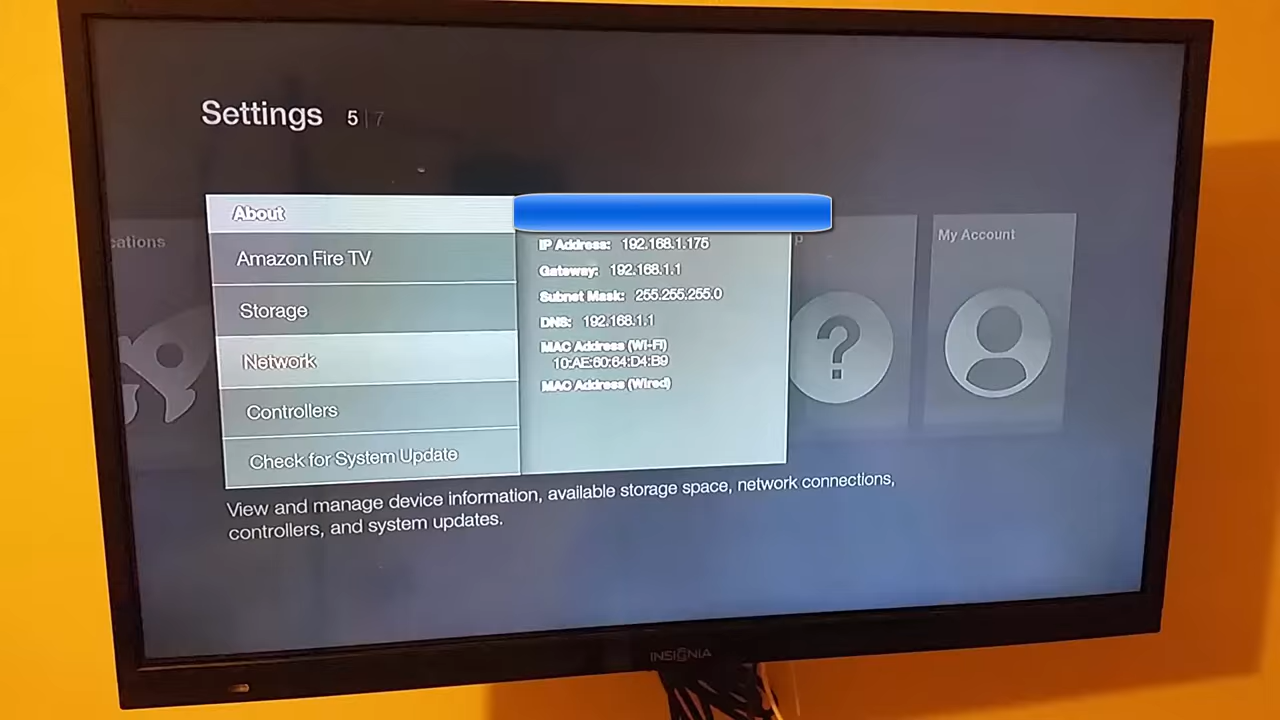 Settings 5|7
About
Amazon Fire TV
Storage
Network
Controllers
Check for System Update
IP Address: 192.168.1.175
Gateway: 192.168.1.1
Subnet Mask: 255.255.255.0
DNS: 192.168.1.1
MAC Address (Wi-Fi)
10:AE:60:64:D4:B9
MAC Address (Wired)
cations
p
My Account
?
View and manage device information, available storage space, network connections,
controllers, and system updates.
INSIGNIA